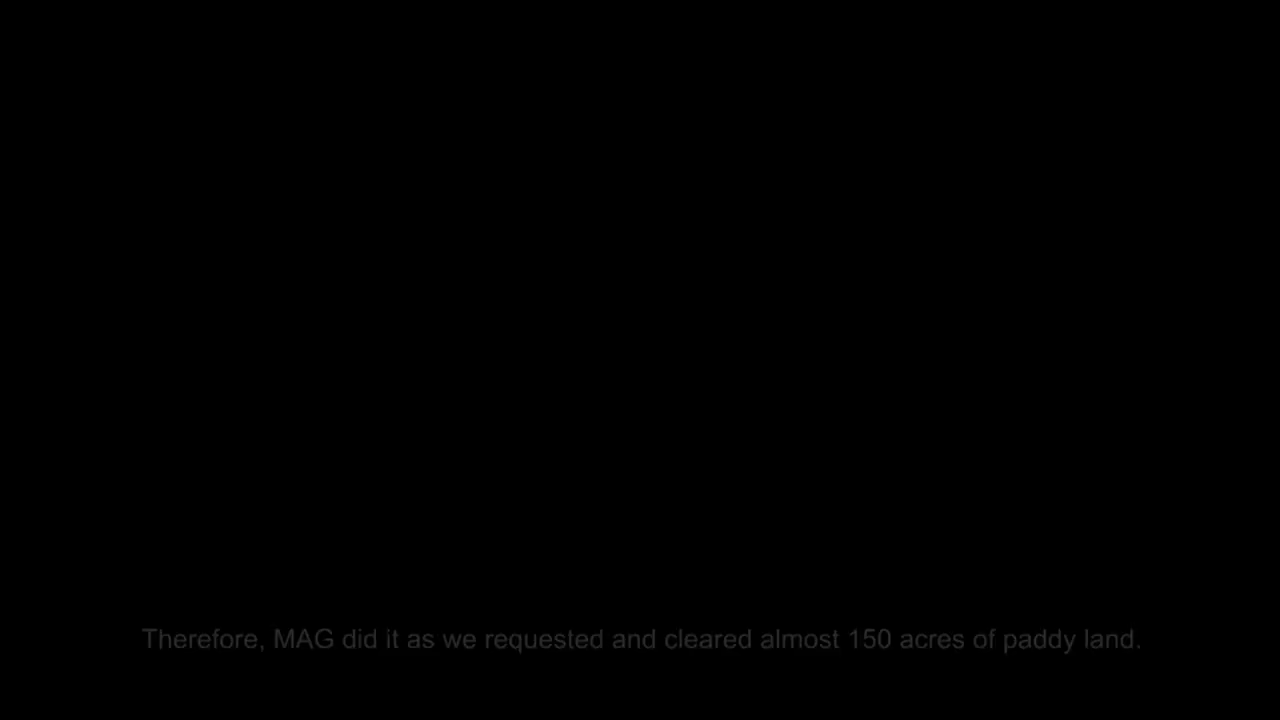 Therefore, MAG did it as we requested and cleared almost 150 acres of paddy land.